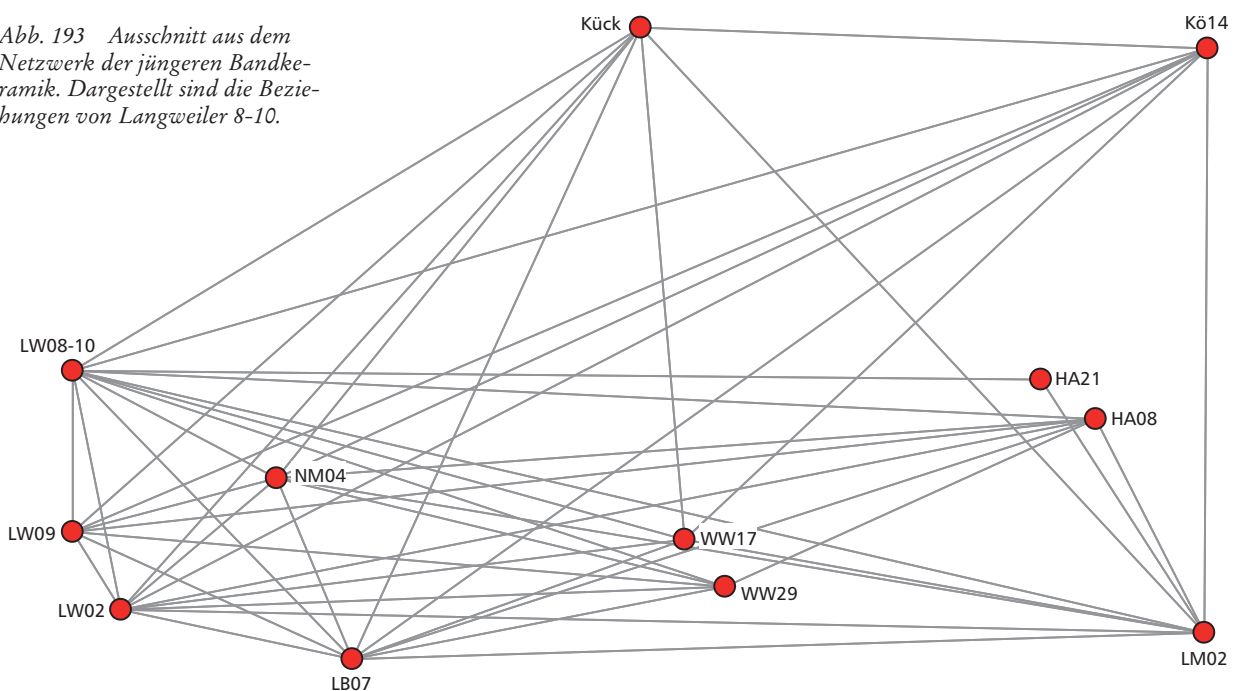 Abb. 193 Ausschnitt aus dem
Netzwerk der jüngeren Bandke-
ramik. Dargestellt sind die Bezie-
hungen von Langweiler 8-10.
Kück
Kö14
LW08-10
HA21
HA08
NM04
LW09
WW17
WW29
LW02
LM02
LB07